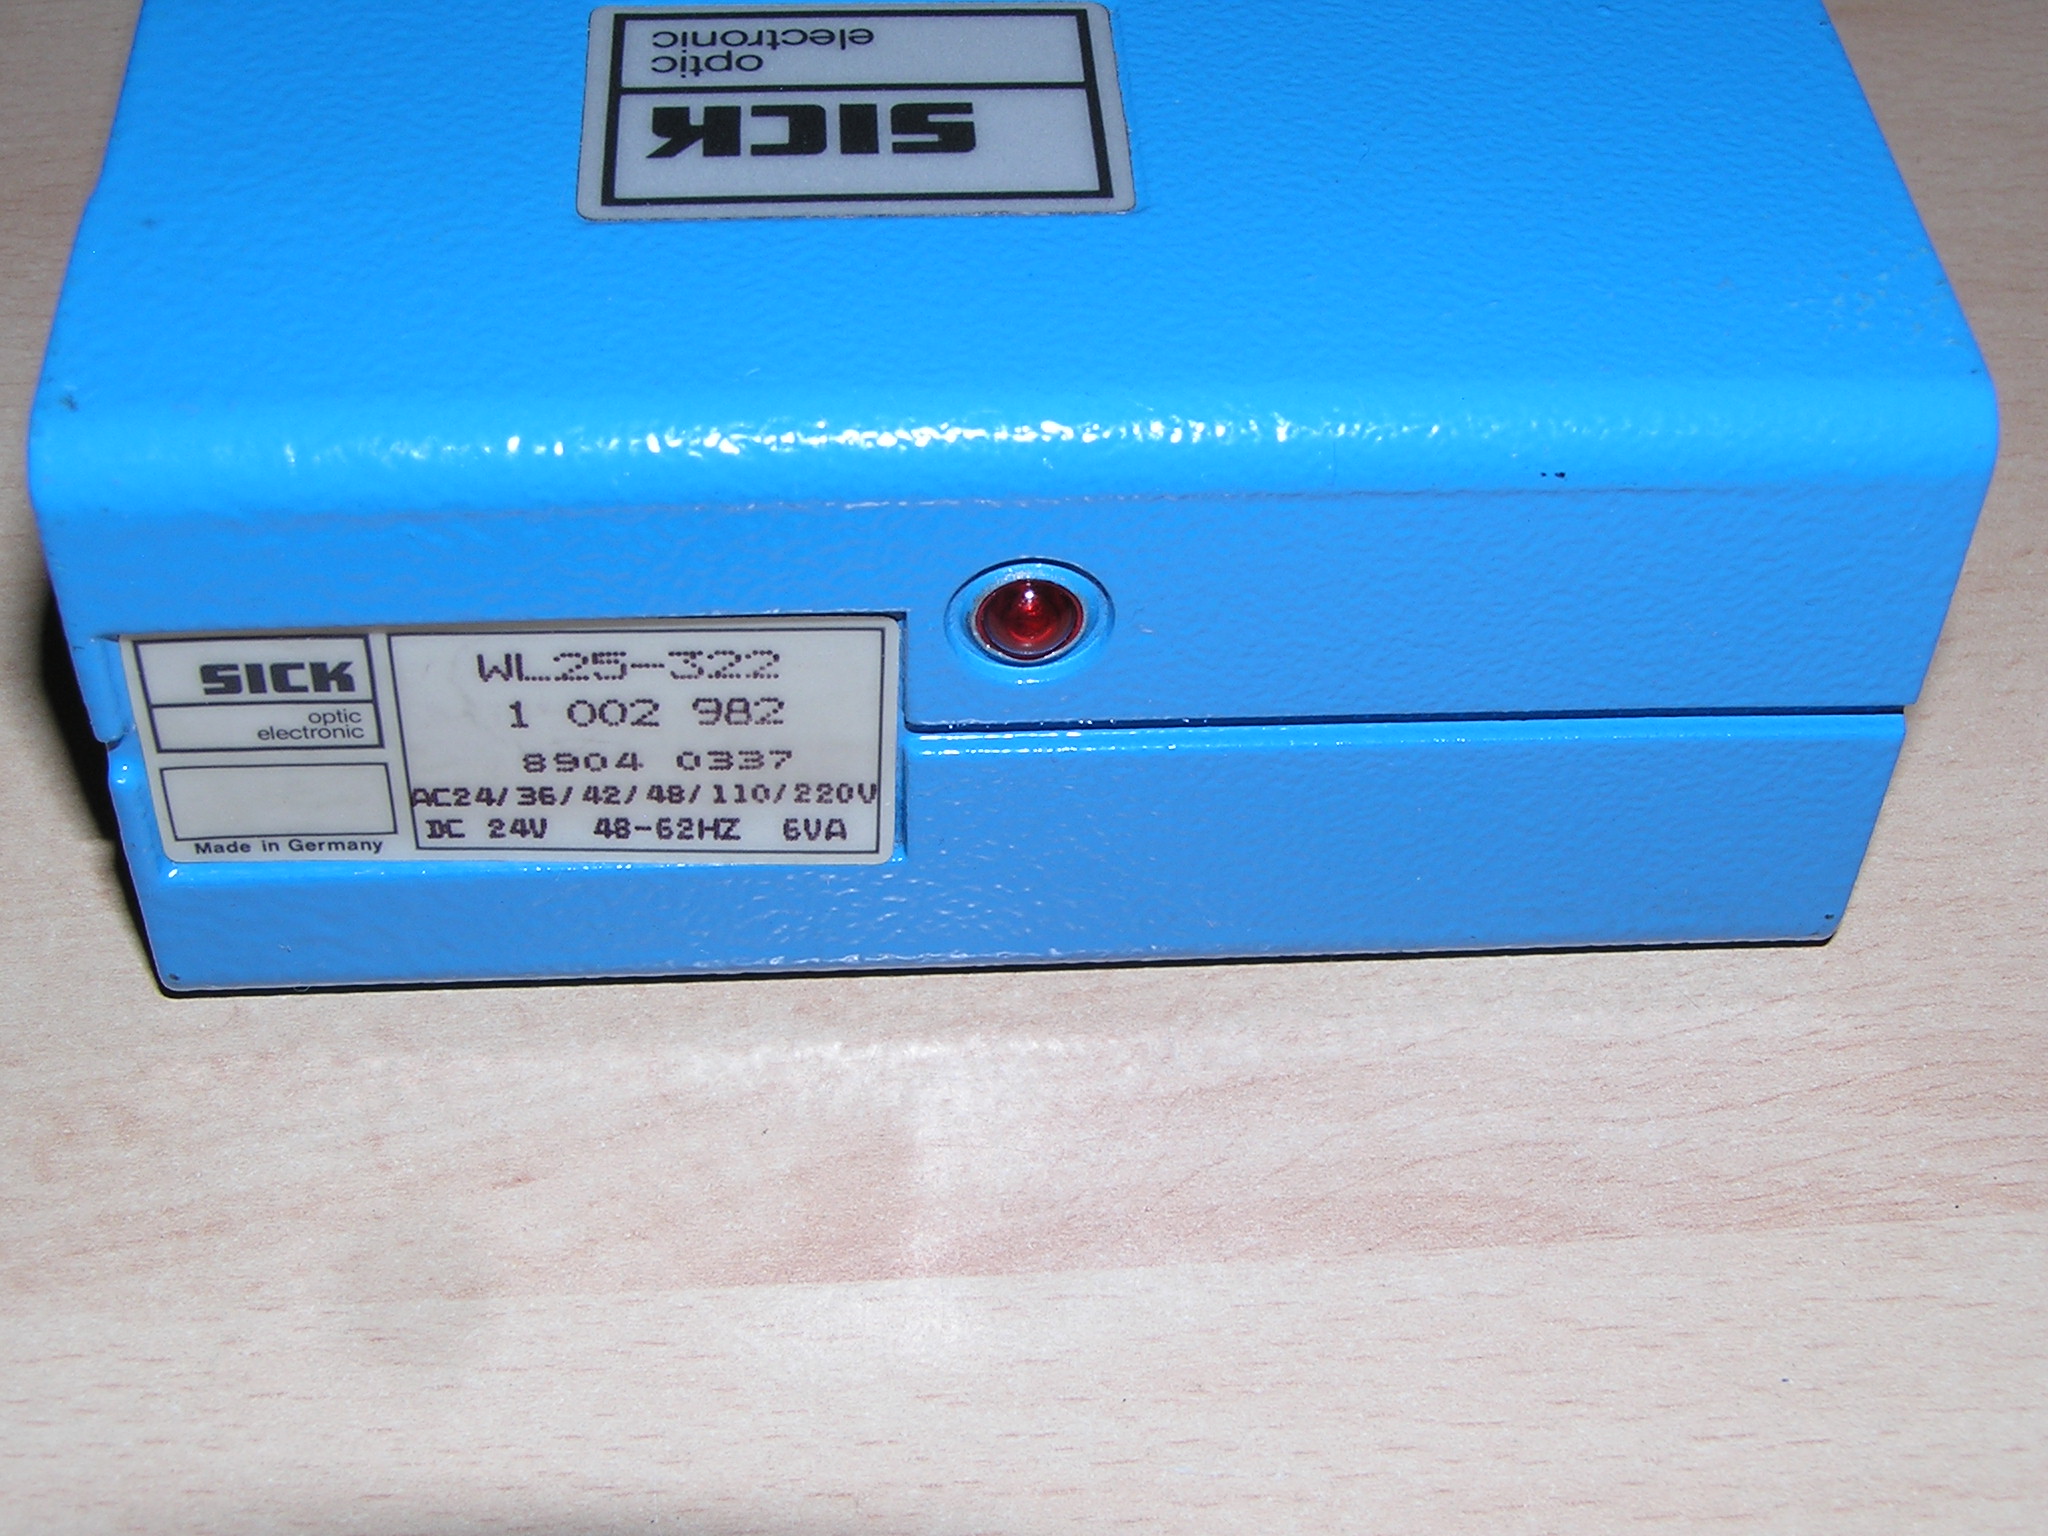 SICK
optic
electronic
SICK
optic
electronic
Made in Germany
WL25-322
1 002 982
8904 0337
AC24/36/42/48/110/220V
DC 24V 48-62HZ 6VA